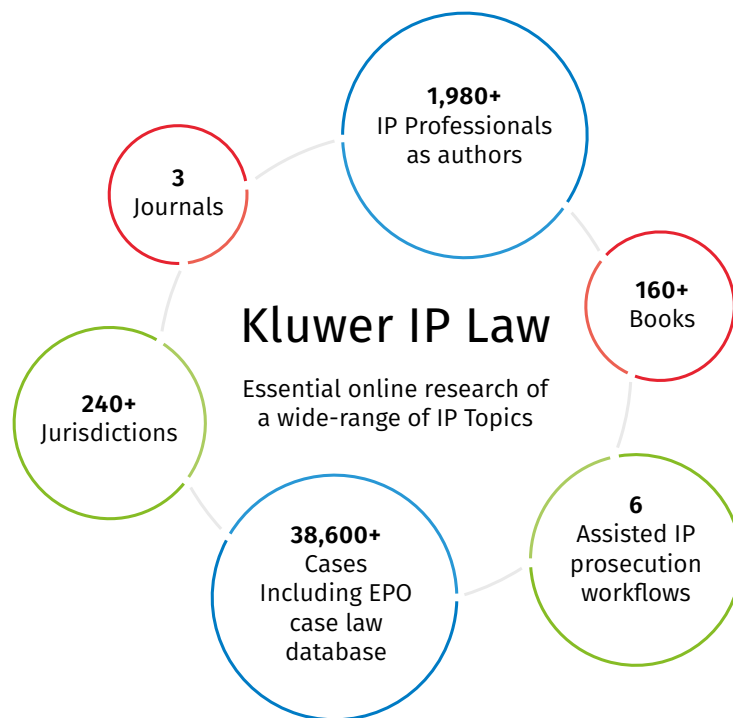 1,980+
IP Professionals
as authors
3
Journals
160+
Books
Kluwer IP Law
Essential online research of
a wide-range of IP Topics
240+
Jurisdictions
38,600+
Cases
Including EPO
case law
database
6
Assisted IP
prosecution
workflows